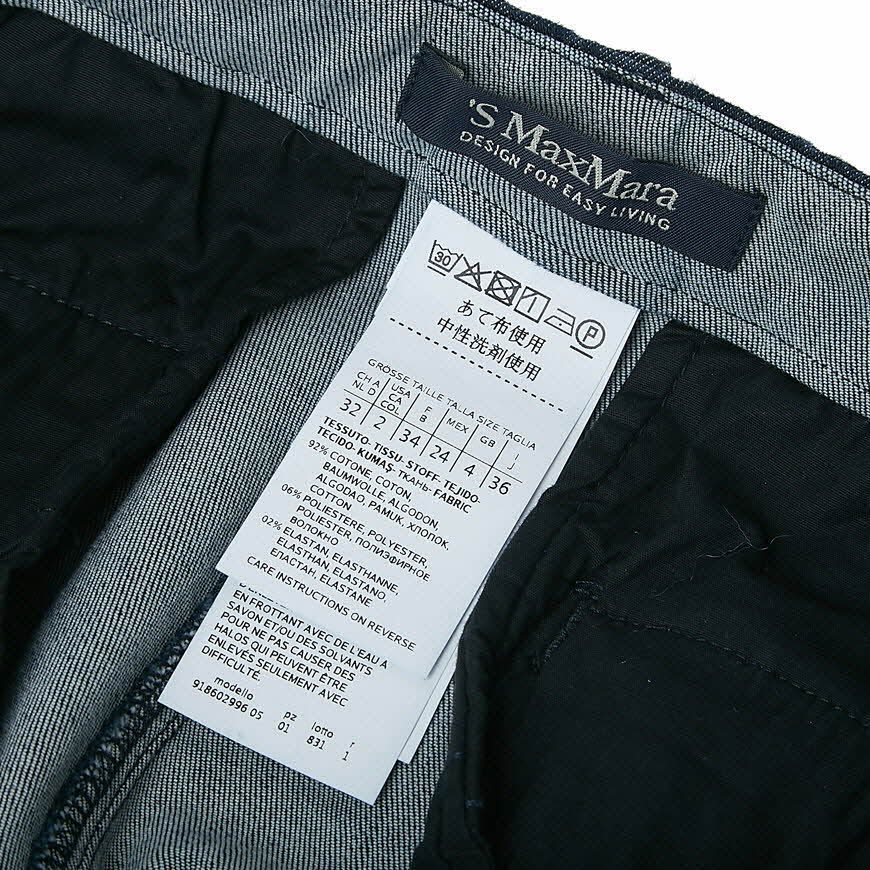 'S MaxMara
DESIGN FOR EASY LIVING
30 P
あて布使用
中性洗剤使用
GRÖSSE TAILLE TALLA SIZE TAGLIA
CH A USA F MEX GB I
NL D CA B J
COL
32 2 34 24 4 36
TESSUTO-TISSU-STOFF-TEJIDO-
TECIDO-KUMAŞ-ТКАНЬ-FABRIC
92% COTONE, COTON,
BAUMWOLLE, ALGODON,
ALGODAO, PAMUK, ХЛОПОК,
COTTON
06% POLIESTERE, POLYESTER,
POLIESTER, ПОЛИЭФИРНОЕ
ВОЛОКНО
02% ELASTAN, ELASTHANNE,
ELASTHAN, ELASTANO,
ЕЛАСТАН, ELASTANE
CARE INSTRUCTIONS ON REVERSE
EN FROTTANT AVEC DE L'EAU A
SAVON ET/OU DES SOLVANTS
POUR NE PAS CAUSER DES
HALOS QUI PEUVENT ÊTRE
ENLEVÉS SEULEMENT AVEC
DIFFICULTÉ.
modello pz lotto r
918602996 05 01 831 1